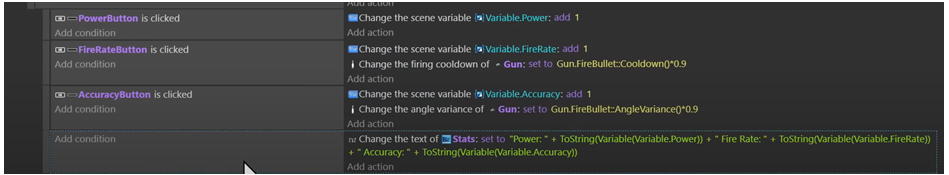 Add action
PowerButton is clicked
Change the scene variable Variable.Power: add 1
Add condition
Add action
FireRateButton is clicked
Change the scene variable Variable.FireRate: add 1
Add condition
Change the firing cooldown of Gun: set to Gun.FireBullet::Cooldown()*0.9
Add action
AccuracyButton is clicked
Change the scene variable Variable.Accuracy: add 1
Add condition
Change the angle variance of Gun: set to Gun.FireBullet::AngleVariance()*0.9
Add action
Add condition
Change the text of Stats: set to "Power: " + ToString(Variable(Variable.Power)) + " Fire Rate: " + ToString(Variable(Variable.FireRate))
+ " Accuracy: " + ToString(Variable(Variable.Accuracy))
Add action